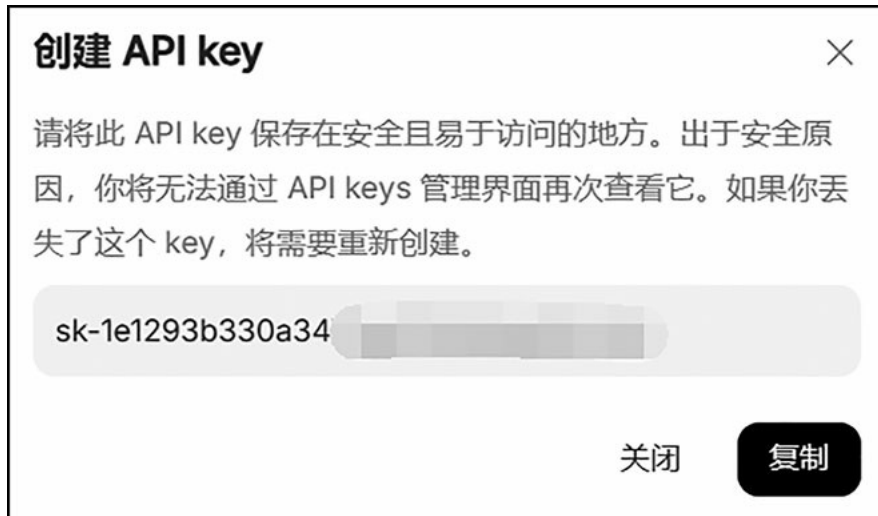 创建 API key
请将此 API key 保存在安全且易于访问的地方。出于安全原
因，你将无法通过 API keys 管理界面再次查看它。如果你丢
失了这个 key，将需要重新创建。
sk-1e1293b330a34
关闭 复制